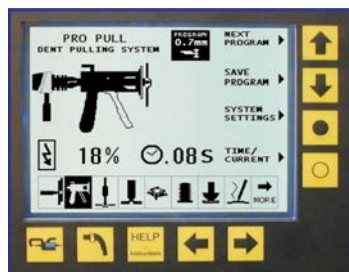 PRO PULL
DENT PULLING SYSTEM
PROGRAM
0.7mm
NEXT
PROGRAM
SAVE
PROGRAM
SYSTEM
SETTINGS
18%
.08S
TIME/
CURRENT
MORE
HELP
Instructions